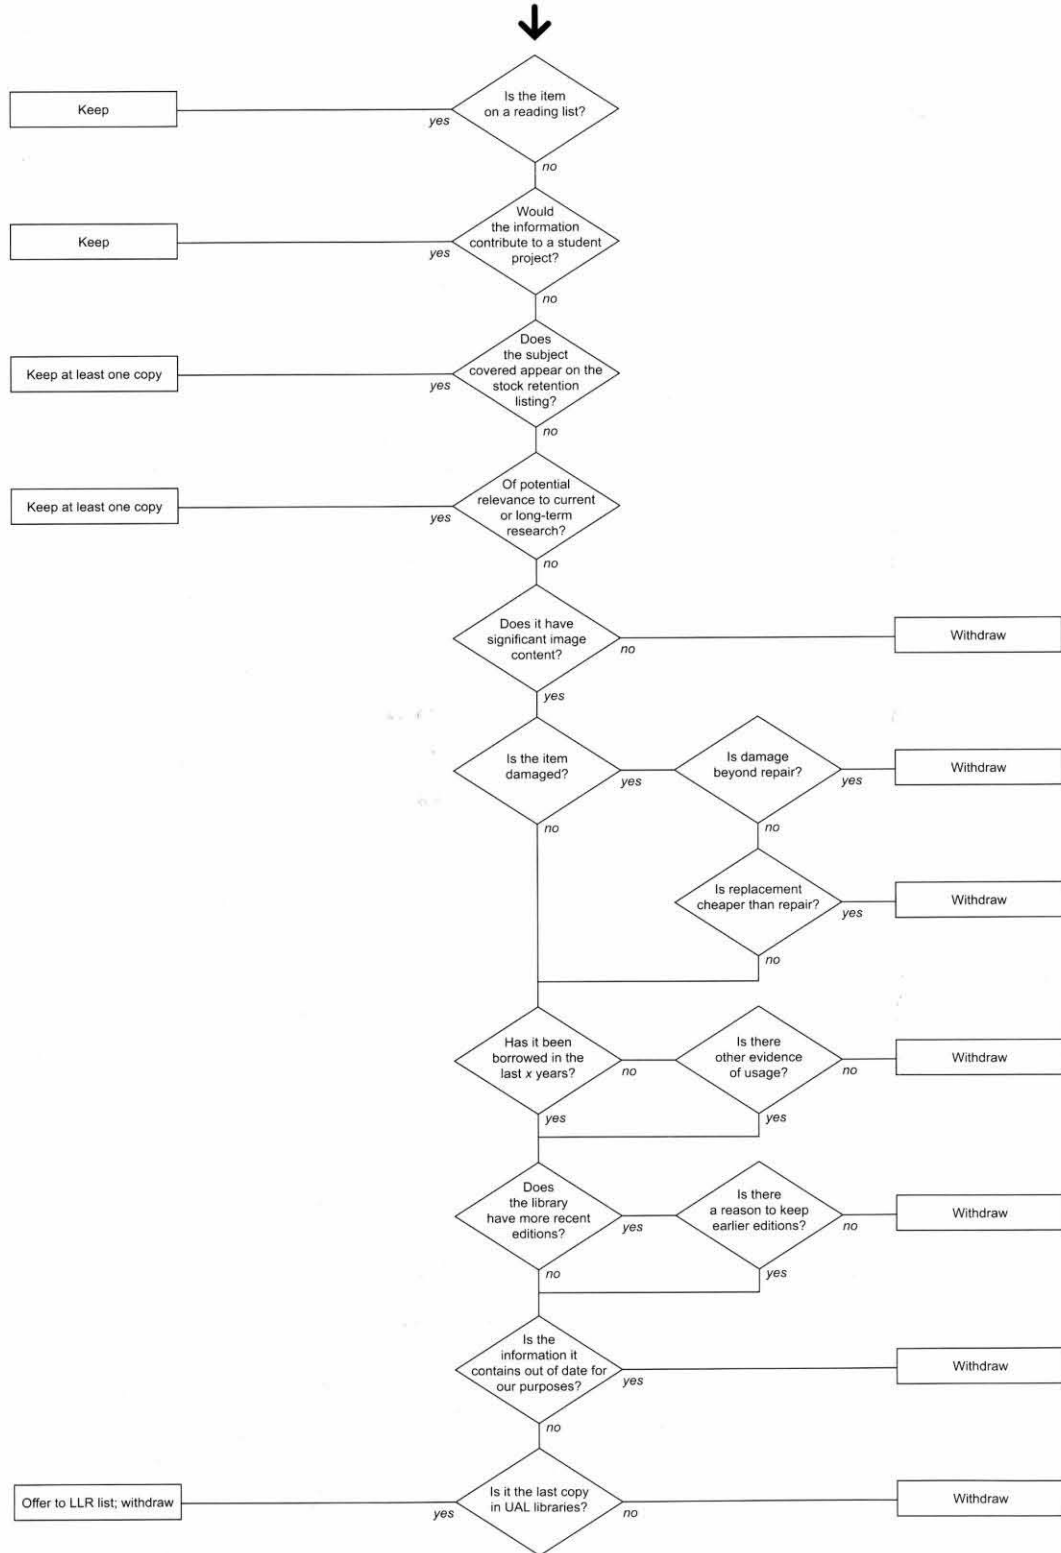 Is the item
on a reading list?
yes
Keep
no
Would
the information
contribute to a student
project?
yes
Keep
no
Does
the subject
covered appear on the
stock retention
listing?
yes
Keep at least one copy
no
Of potential
relevance to current
or long-term
research?
yes
Keep at least one copy
no
Does it have
significant image
content?
no
Withdraw
yes
Is the item
damaged?
yes
Is damage
beyond repair?
yes
Withdraw
no
no
Is replacement
cheaper than repair?
yes
Withdraw
no
Has it been
borrowed in the
last x years?
no
Is there
other evidence
of usage?
no
Withdraw
yes
yes
Does
the library
have more recent
editions?
yes
Is there
a reason to keep
earlier editions?
no
Withdraw
no
yes
Is the
information it
contains out of date for
our purposes?
yes
Withdraw
no
Is it the last copy
in UAL libraries?
yes
Offer to LLR list; withdraw
no
Withdraw